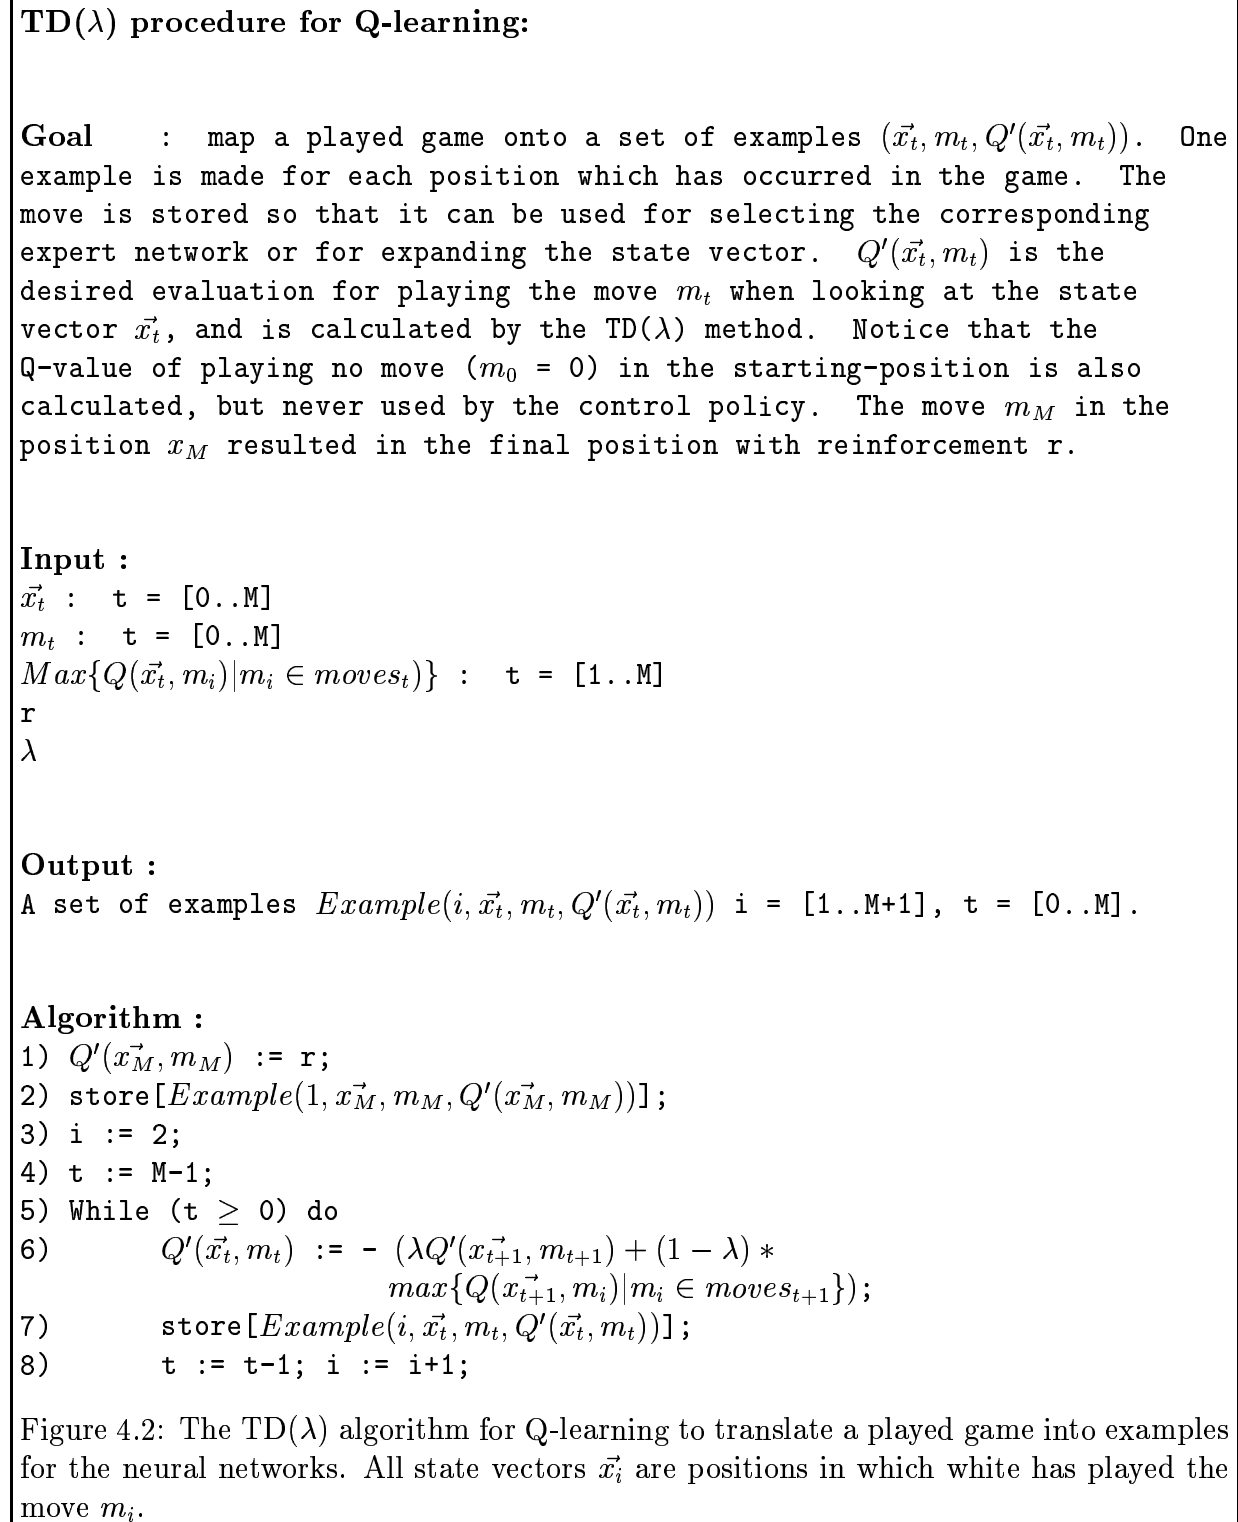 TD(λ) procedure for Q-learning:
Goal : map a played game onto a set of examples (x⃗_t, m_t, Q′(x⃗_t, m_t)). One
example is made for each position which has occurred in the game. The
move is stored so that it can be used for selecting the corresponding
expert network or for expanding the state vector. Q′(x⃗_t, m_t) is the
desired evaluation for playing the move m_t when looking at the state
vector x⃗_t, and is calculated by the TD(λ) method. Notice that the
Q-value of playing no move (m_0 = 0) in the starting-position is also
calculated, but never used by the control policy. The move m_M in the
position x_M resulted in the final position with reinforcement r.
Input :
x⃗_t : t = [0..M]
m_t : t = [0..M]
Max{Q(x⃗_t, m_i)|m_i ∈ moves_t)} : t = [1..M]
r
λ
Output :
A set of examples Example(i, x⃗_t, m_t, Q′(x⃗_t, m_t)) i = [1..M+1], t = [0..M].
Algorithm :
1) Q′(x⃗_M, m_M) := r;
2) store[Example(1, x⃗_M, m_M, Q′(x⃗_M, m_M))];
3) i := 2;
4) t := M-1;
5) While (t ≥ 0) do
6) Q′(x⃗_t, m_t) := - (λQ′(x⃗_{t+1}, m_{t+1}) + (1 − λ) ∗
max{Q(x⃗_{t+1}, m_i)|m_i ∈ moves_{t+1}});
7) store[Example(i, x⃗_t, m_t, Q′(x⃗_t, m_t))];
8) t := t-1; i := i+1;
Figure 4.2: The TD(λ) algorithm for Q-learning to translate a played game into examples
for the neural networks. All state vectors x⃗_i are positions in which white has played the
move m_i.